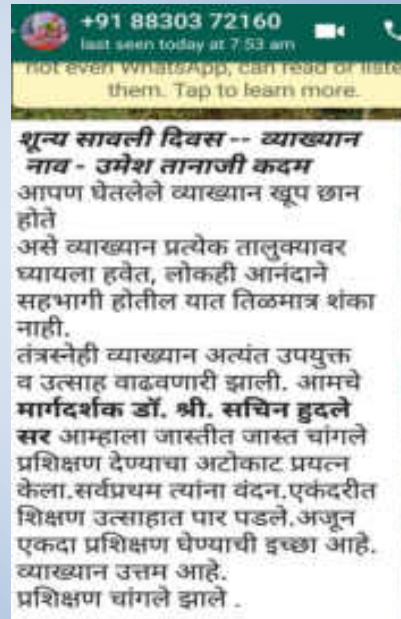 +91 88303 72160
last seen today at 7:53 am
not even WhatsApp, can read or liste
them. Tap to learn more.
शून्य सावली दिवस -- व्याख्यान
नाव - उमेश तानाजी कदम
आपण घेतलेले व्याख्यान खूप छान
होते
असे व्याख्यान प्रत्येक तालुक्यावर
घ्यायला हवेत, लोकही आनंदाने
सहभागी होतील यात तिळमात्र शंका
नाही.
तंत्रस्नेही व्याख्यान अत्यंत उपयुक्त
व उत्साह वाढवणारी झाली. आमचे
मार्गदर्शक डॉ. श्री. सचिन हुदले
सर आम्हाला जास्तीत जास्त चांगले
प्रशिक्षण देण्याचा अटोकाट प्रयत्न
केला.सर्वप्रथम त्यांना वंदन.एकंदरीत
शिक्षण उत्साहात पार पडले.अजून
एकदा प्रशिक्षण घेण्याची इच्छा आहे.
व्याख्यान उत्तम आहे.
प्रशिक्षण चांगले झाले .